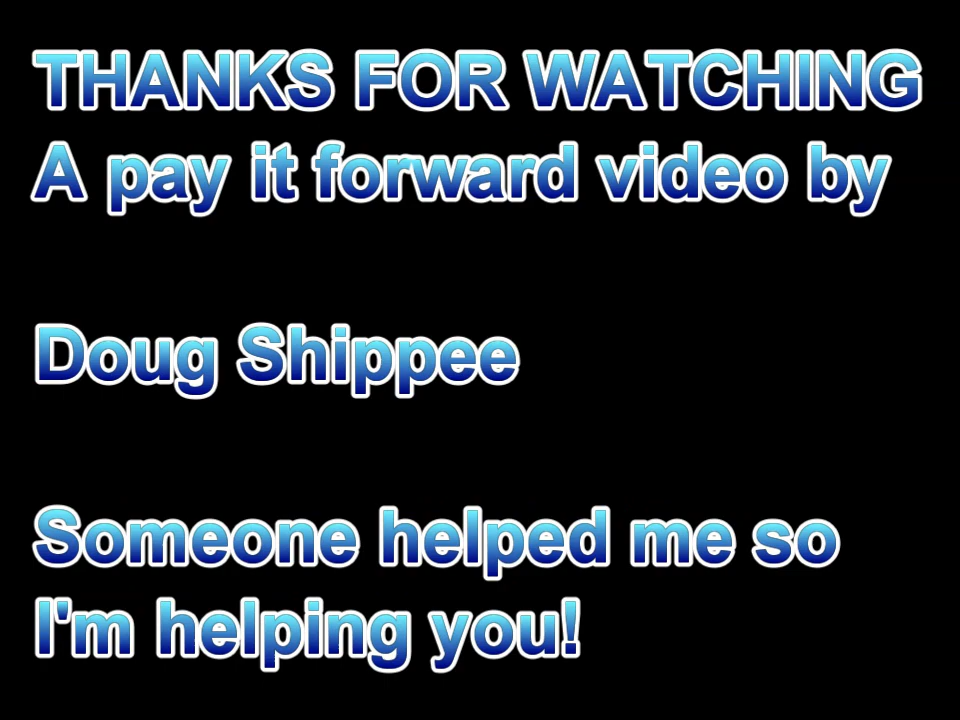 THANKS FOR WATCHING
A pay it forward video by
Doug Shippee
Someone helped me so
I'm helping you!